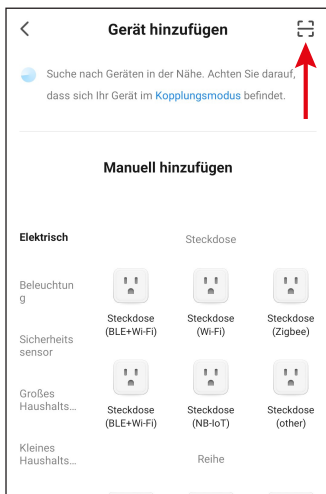 Gerät hinzufügen
Suche nach Geräten in der Nähe. Achten Sie darauf,
dass sich Ihr Gerät im Kopplungsmodus befindet.
Manuell hinzufügen
Elektrisch
Beleuchtun
g
Sicherheits
sensor
Großes
Haushalts...
Kleines
Haushalts...
Steckdose
Steckdose
(BLE+Wi-Fi)
Steckdose
(Wi-Fi)
Steckdose
(Zigbee)
Steckdose
(BLE+Wi-Fi)
Steckdose
(NB-IoT)
Steckdose
(other)
Reihe